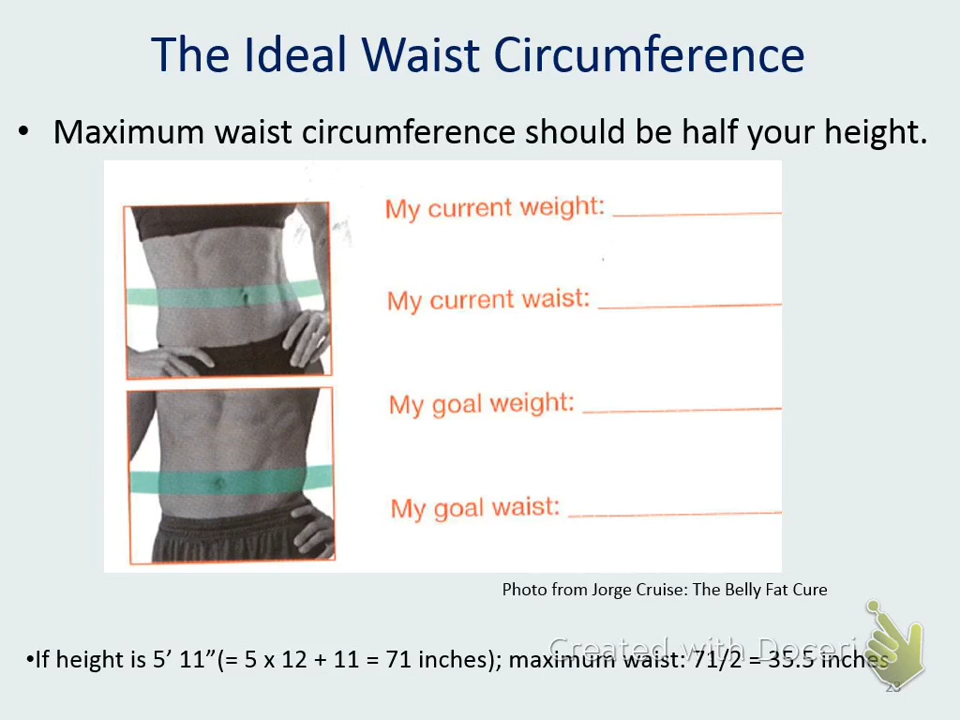 The Ideal Waist Circumference
• Maximum waist circumference should be half your height.
My current weight:
My current waist:
My goal weight:
My goal waist:
Photo from Jorge Cruise: The Belly Fat Cure
Created with Doceri
•If height is 5’ 11”(= 5 x 12 + 11 = 71 inches); maximum waist: 71/2 = 35.5 inches
23